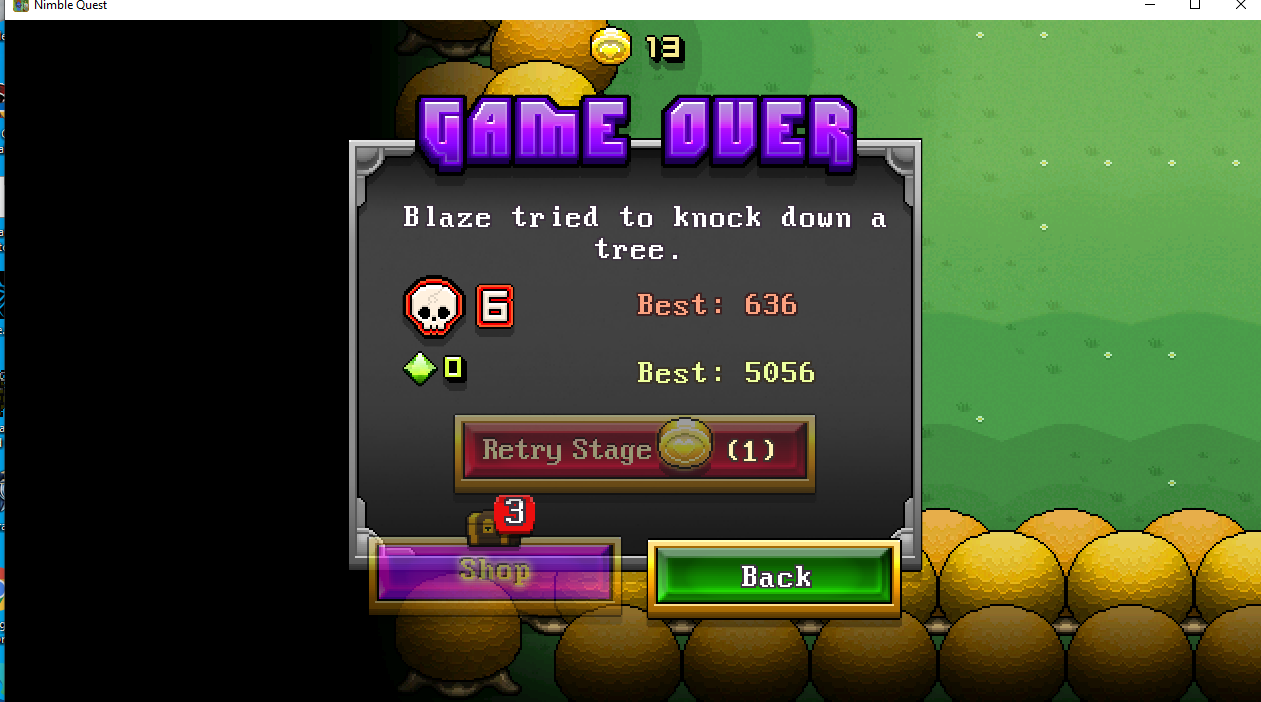 Nimble Quest
13
GAME OVER
Blaze tried to knock down a
tree.
6
Best: 636
0
Best: 5056
Retry Stage (1)
3
Shop
Back